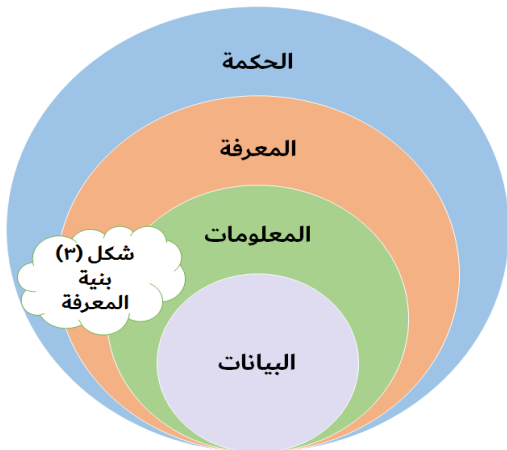 الحكمة
المعرفة
المعلومات
شكل (٣)
بنية
المعرفة
البيانات